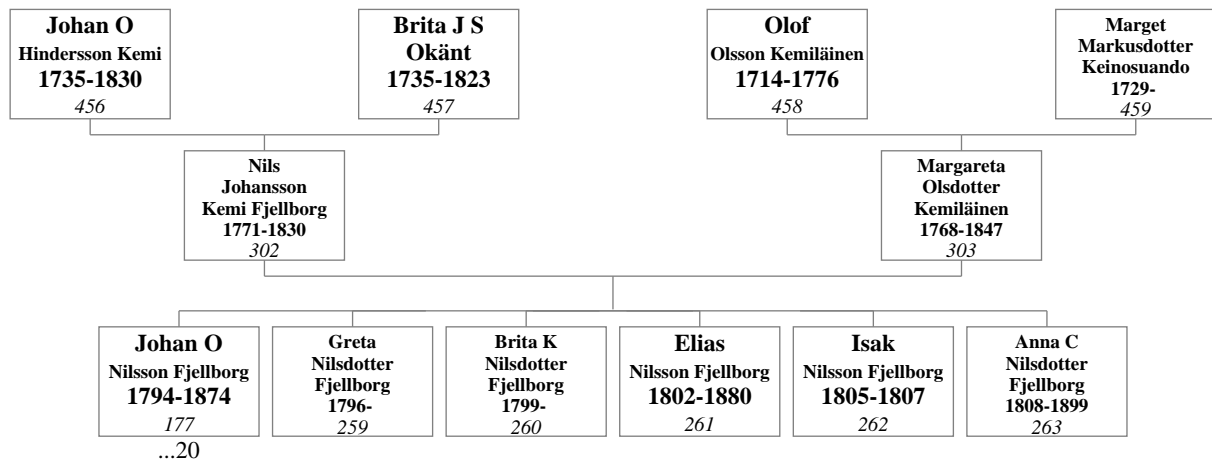 Johan O
Hindersson Kemi
1735-1830
456
Brita J S
Okänt
1735-1823
457
Olof
Olsson Kemiläinen
1714-1776
458
Marget
Markusdotter
Keinosuando
1729-
459
Nils
Johansson
Kemi Fjellborg
1771-1830
302
Margareta
Olsdotter
Kemiläinen
1768-1847
303
Johan O
Nilsson Fjellborg
1794-1874
177
...20
Greta
Nilsdotter
Fjellborg
1796-
259
Brita K
Nilsdotter
Fjellborg
1799-
260
Elias
Nilsson Fjellborg
1802-1880
261
Isak
Nilsson Fjellborg
1805-1807
262
Anna C
Nilsdotter
Fjellborg
1808-1899
263